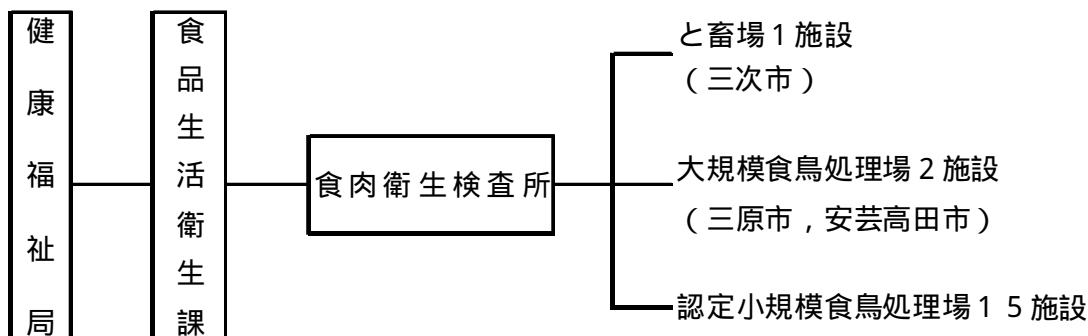 健康福祉局
食品生活衛生課
食肉衛生検査所
と畜場1施設
(三次市)
大規模食鳥処理場2施設
(三原市,安芸高田市)
認定小規模食鳥処理場15施設